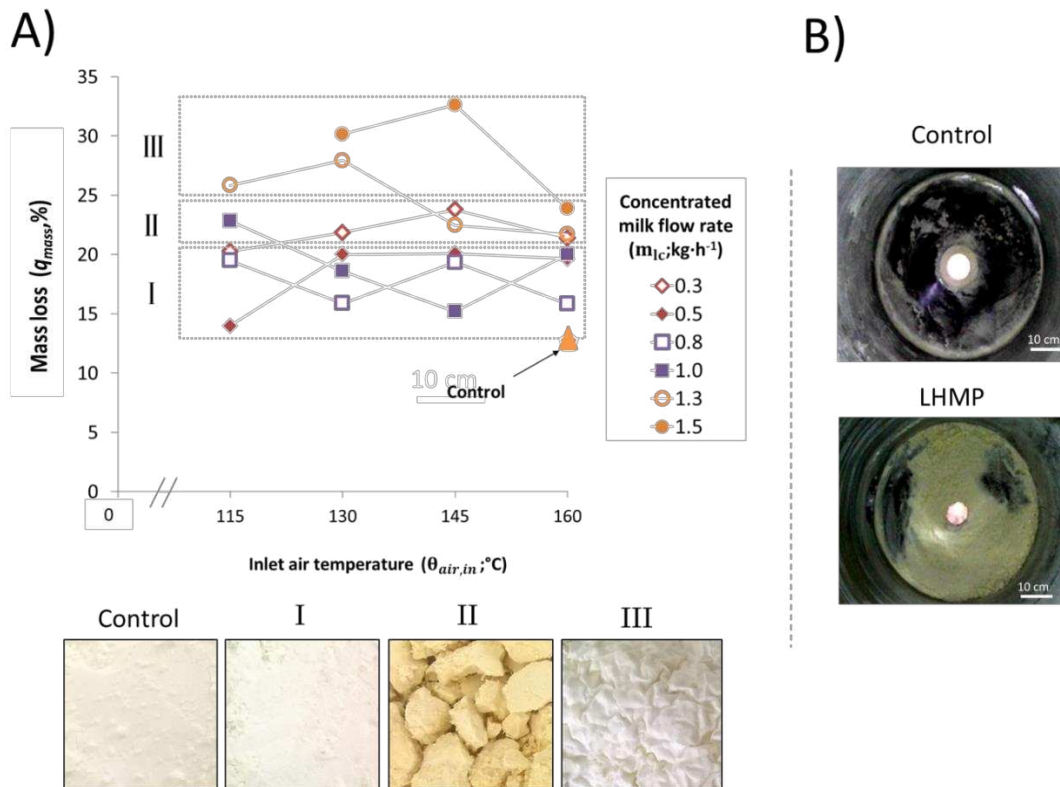 A)
B)
35
30
25
20
15
10
5
0
0
Mass loss (q_mass, %)
III
II
I
10 cm
Control
115
130
145
160
Inlet air temperature (θ_air,in ;°C)
Concentrated
milk flow rate
(m_lc;kg·h⁻¹)
0.3
0.5
0.8
1.0
1.3
1.5
Control
I
II
III
Control
10 cm
LHMP
10 cm